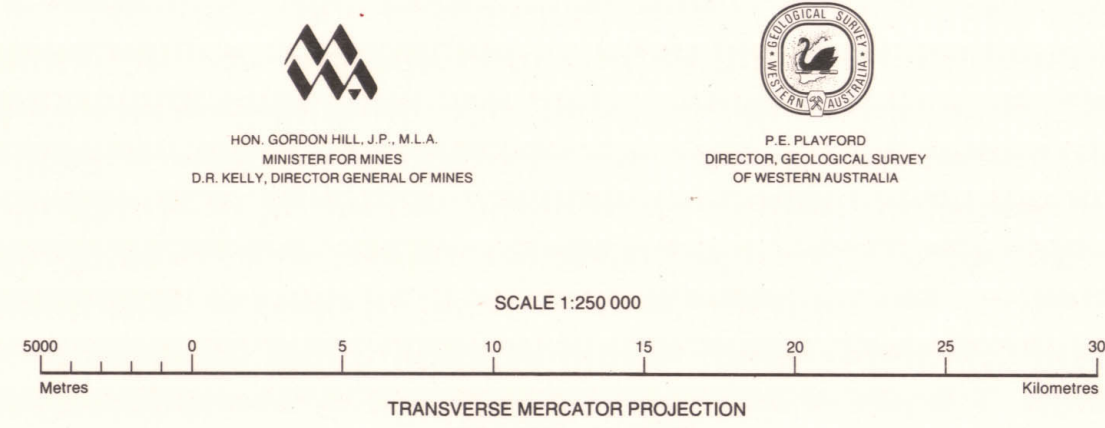 GEOLOGICAL SURVEY
WESTERN AUSTRALIA
HON. GORDON HILL, J.P., M.L.A.
MINISTER FOR MINES
D.R. KELLY, DIRECTOR GENERAL OF MINES
P.E. PLAYFORD
DIRECTOR, GEOLOGICAL SURVEY
OF WESTERN AUSTRALIA
SCALE 1:250 000
5000 0 5 10 15 20 25 30
Metres Kilometres
TRANSVERSE MERCATOR PROJECTION